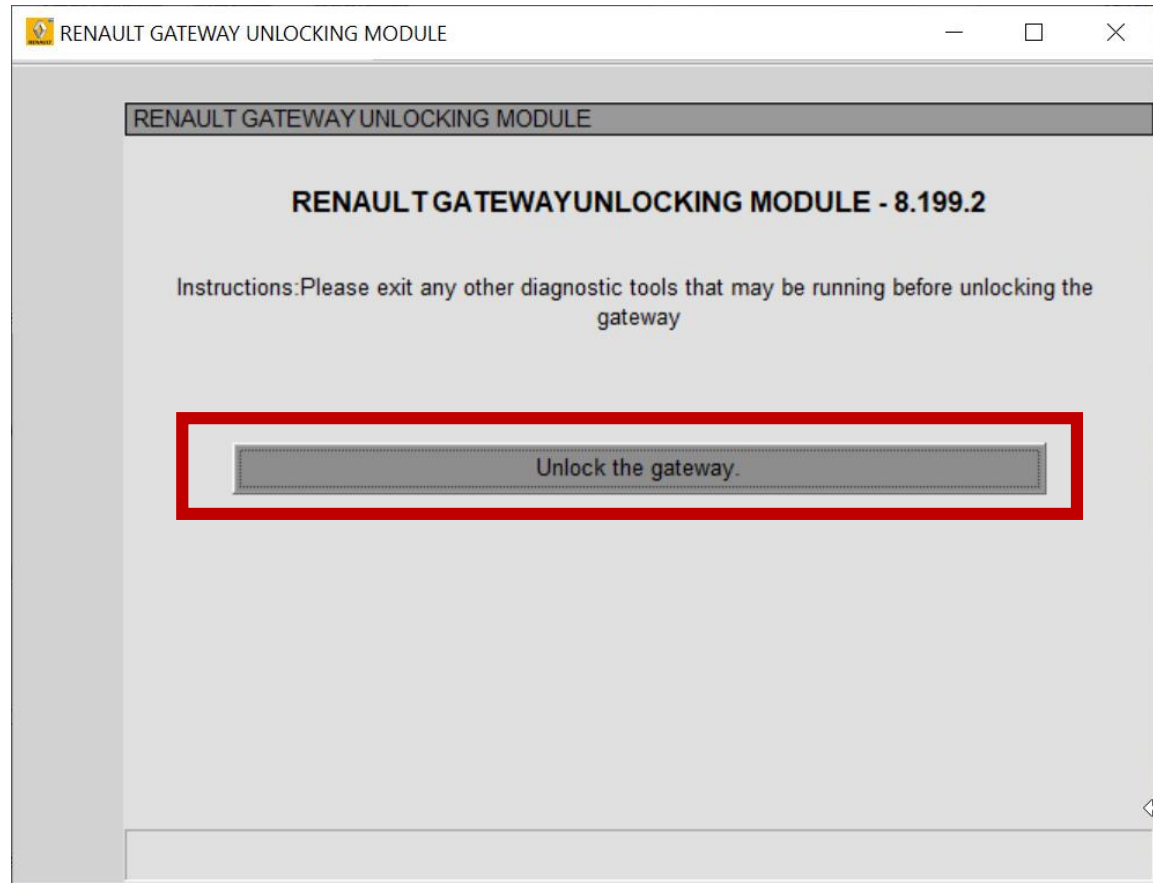 RENAULT GATEWAY UNLOCKING MODULE
RENAULT GATEWAY UNLOCKING MODULE
RENAULT GATEWAYUNLOCKING MODULE - 8.199.2
Instructions:Please exit any other diagnostic tools that may be running before unlocking the
gateway
Unlock the gateway.